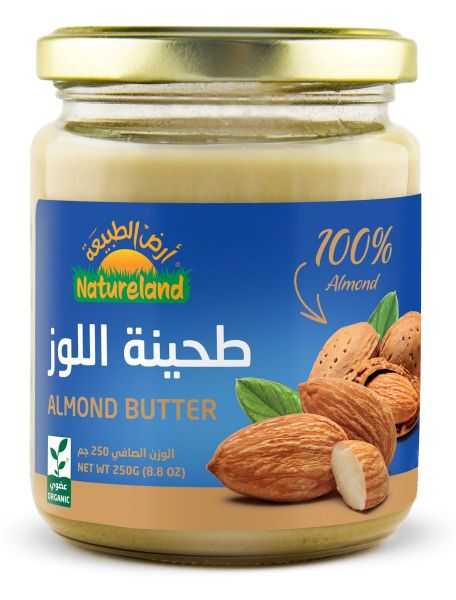 أرض الطبيعة
Natureland
®
100%
Almond
طحينة اللوز
ALMOND BUTTER
الوزن الصافي 250 جم
NET WT 250G (8.8 OZ)
عضوي
ORGANIC